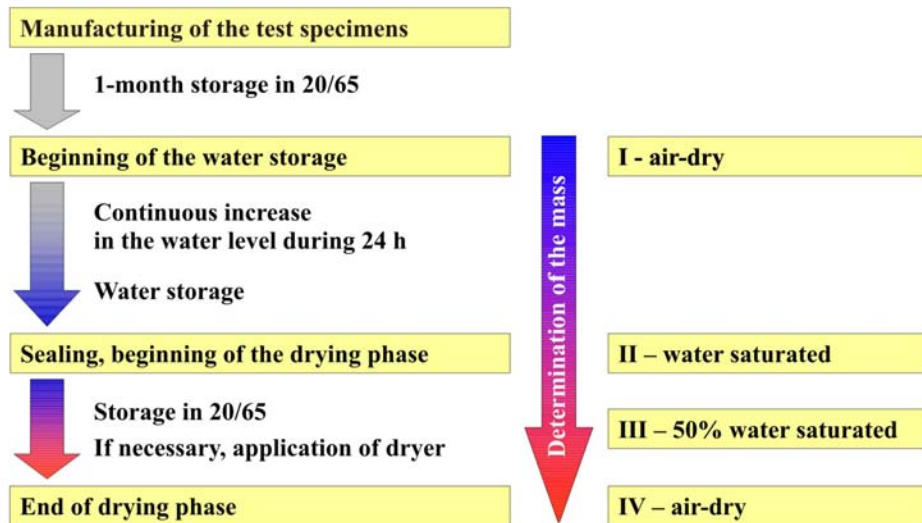 Manufacturing of the test specimens
1-month storage in 20/65
Beginning of the water storage
I - air-dry
Continuous increase
in the water level during 24 h
Water storage
Determination of the mass
Sealing, beginning of the drying phase
II – water saturated
Storage in 20/65
III – 50% water saturated
If necessary, application of dryer
End of drying phase
IV – air-dry